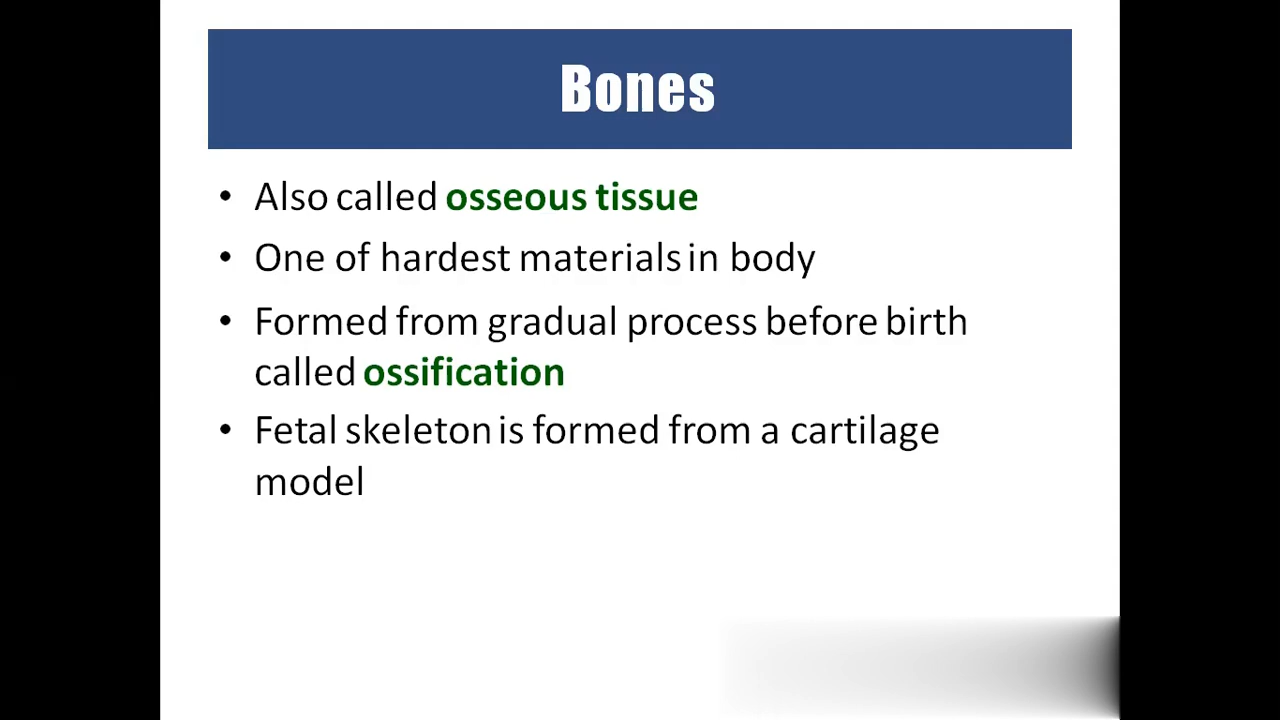 Bones
• Also called osseous tissue
• One of hardest materials in body
• Formed from gradual process before birth
called ossification
• Fetal skeleton is formed from a cartilage
model